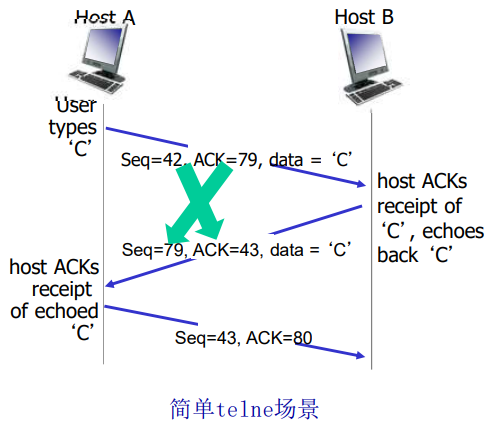 Host A
Host B
User
types
‘C’
Seq=42, ACK=79, data = ‘C’
host ACKs
receipt of
‘C’, echoes
back ‘C’
Seq=79, ACK=43, data = ‘C’
host ACKs
receipt
of echoed
‘C’
Seq=43, ACK=80
简单telne场景